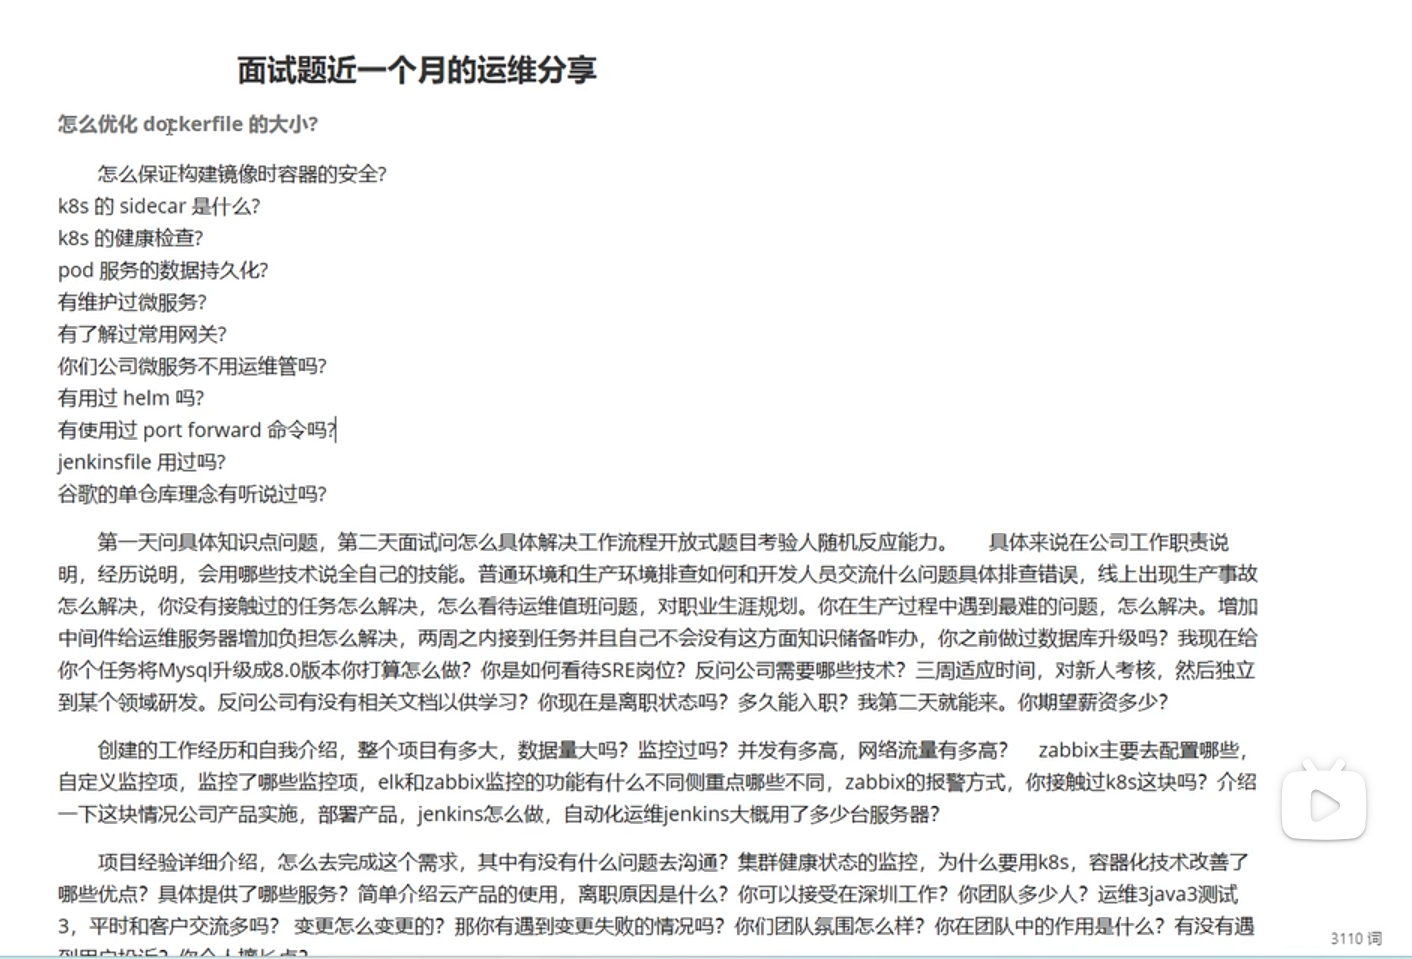 面试题近一个月的运维分享
怎么优化 dockerfile 的大小?
怎么保证构建镜像时容器的安全?
k8s 的 sidecar 是什么?
k8s 的健康检查?
pod 服务的数据持久化?
有维护过微服务?
有了解过常用网关?
你们公司微服务不用运维管吗?
有用过 helm 吗?
有使用过 port forward 命令吗?
jenkinsfile 用过吗?
谷歌的单仓库理念有听说过吗?
第一天问具体知识点问题，第二天面试问怎么具体解决工作流程开放式题目考验人随机反应能力。 具体来说在公司工作职责说
明，经历说明，会用哪些技术说全自己的技能。普通环境和生产环境排查如何和开发人员交流什么问题具体排查错误，线上出现生产事故
怎么解决，你没有接触过的任务怎么解决，怎么看待运维值班问题，对职业生涯规划。你在生产过程中遇到最难的问题，怎么解决。增加
中间件给运维服务器增加负担怎么解决，两周之内接到任务并且自己不会没有这方面知识储备咋办，你之前做过数据库升级吗？我现在给
你个任务将Mysql升级成8.0版本你打算怎么做？你是如何看待SRE岗位？反问公司需要哪些技术？三周适应时间，对新人考核，然后独立
到某个领域研发。反问公司有没有相关文档以供学习？你现在是离职状态吗？多久能入职？我第二天就能来。你期望薪资多少？
创建的工作经历和自我介绍，整个项目有多大，数据量大吗？监控过吗？并发有多高，网络流量有多高？ zabbix主要去配置哪些，
自定义监控项，监控了哪些监控项，elk和zabbix监控的功能有什么不同侧重点哪些不同，zabbix的报警方式，你接触过k8s这块吗？介绍
一下这块情况公司产品实施，部署产品，jenkins怎么做，自动化运维jenkins大概用了多少台服务器？
项目经验详细介绍，怎么去完成这个需求，其中有没有什么问题去沟通？集群健康状态的监控，为什么要用k8s，容器化技术改善了
哪些优点？具体提供了哪些服务？简单介绍云产品的使用，离职原因是什么？你可以接受在深圳工作？你团队多少人？运维3java3测试
3，平时和客户交流多吗？ 变更怎么变更的？那你有遇到变更失败的情况吗？你们团队氛围怎么样？你在团队中的作用是什么？有没有遇
到用户投诉？你个人擅长点？
3110 词